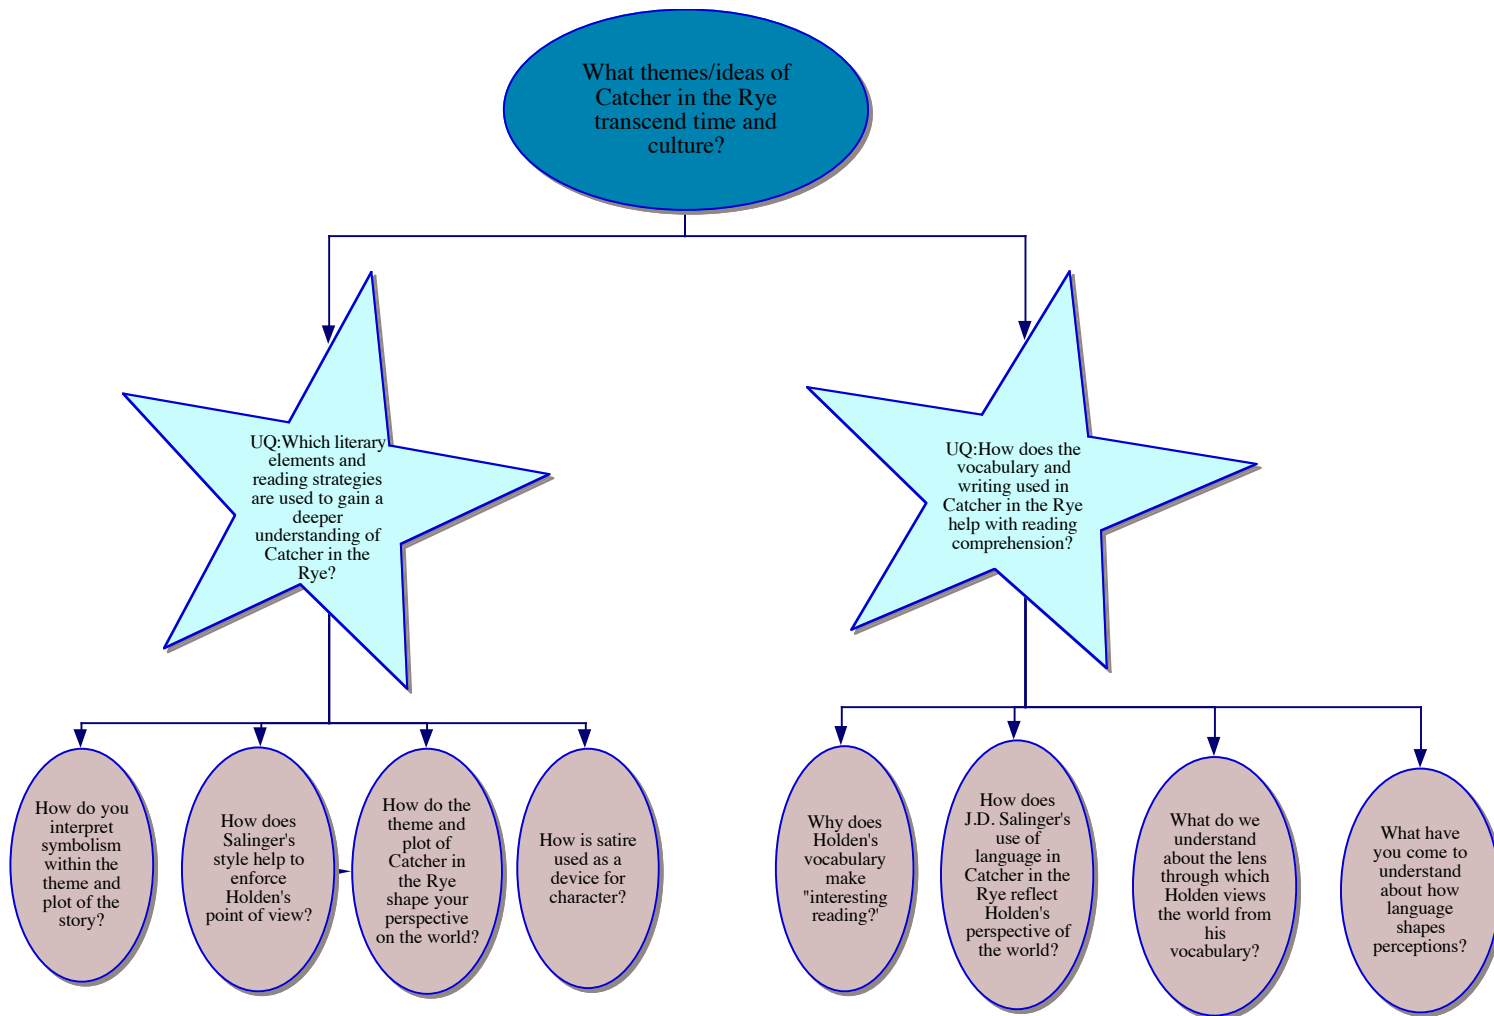 What themes/ideas of
Catcher in the Rye
transcend time and
culture?
UQ:Which literary
elements and
reading strategies
are used to gain a
deeper
understanding of
Catcher in the
Rye?
UQ:How does the
vocabulary and
writing used in
Catcher in the Rye
help with reading
comprehension?
How do you
interpret
symbolism
within the
theme and
plot of the
story?
How does
Salinger's
style help to
enforce
Holden's
point of view?
How do the
theme and
plot of
Catcher in
the Rye
shape your
perspective
on the world?
How is satire
used as a
device for
character?
Why does
Holden's
vocabulary
make
"interesting
reading?'
How does
J.D. Salinger's
use of
language in
Catcher in the
Rye reflect
Holden's
perspective of
the world?
What do we
understand
about the lens
through which
Holden views
the world from
his
vocabulary?
What have
you come to
understand
about how
language
shapes
perceptions?